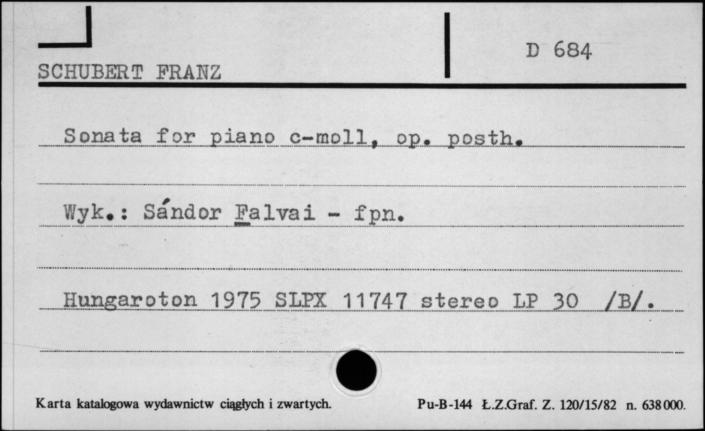 D 684
SCHUBERT FRANZ
Sonata for piano c-moll, op. posth.
Wyk.: Sándor Falvai - fpn.
Hungaroton 1975 SLPX 11747 stereo LP 30 /B/.
Karta katalogowa wydawnictw ciągłych i zwartych. Pu-B-144 Ł.Z.Graf. Z. 120/15/82 n. 638000.